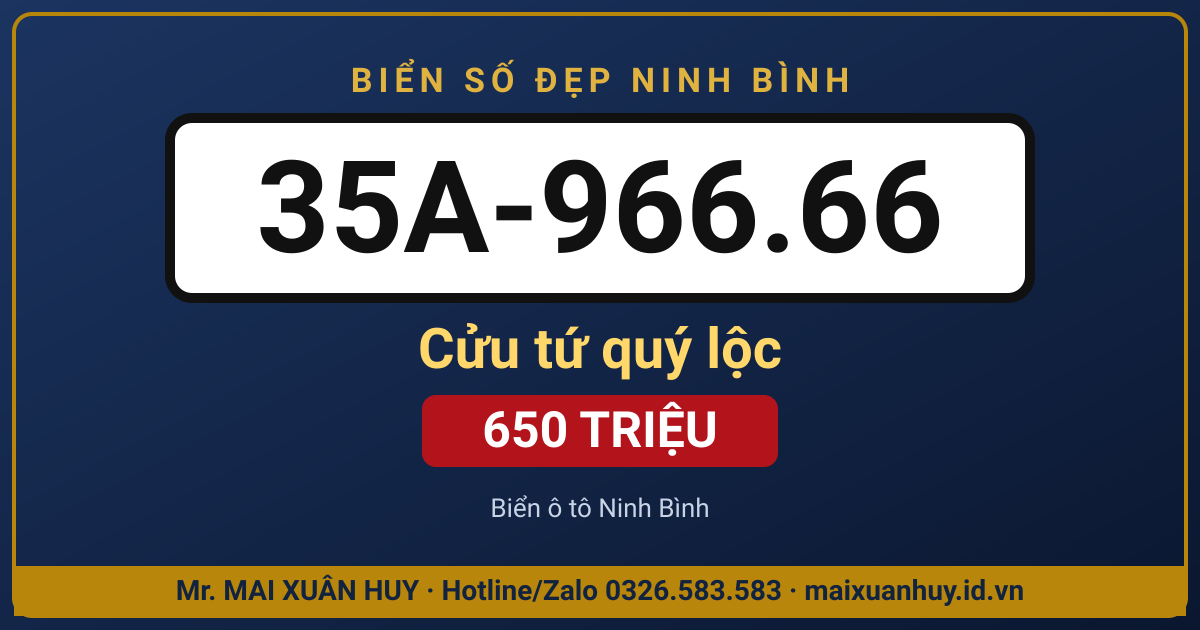 BIỂN SỐ ĐẸP NINH BÌNH
35A-966.66
Cửu tứ quý lộc
650 TRIỆU
Biển ô tô Ninh Bình
Mr. MAI XUÂN HUY · Hotline/Zalo 0326.583.583 · maixuanhuy.id.vn